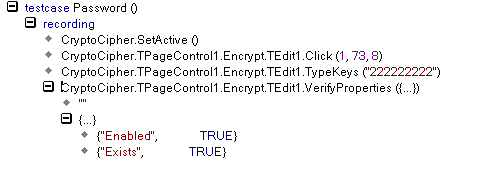 testcase Password ()
recording
CryptoCipher.SetActive ()
CryptoCipher.TPageControl1.Encrypt.TEdit1.Click (1, 73, 8)
CryptoCipher.TPageControl1.Encrypt.TEdit1.TypeKeys ("222222222")
CryptoCipher.TPageControl1.Encrypt.TEdit1.VerifyProperties ({...})
""
{...}
{"Enabled", TRUE}
{"Exists", TRUE}